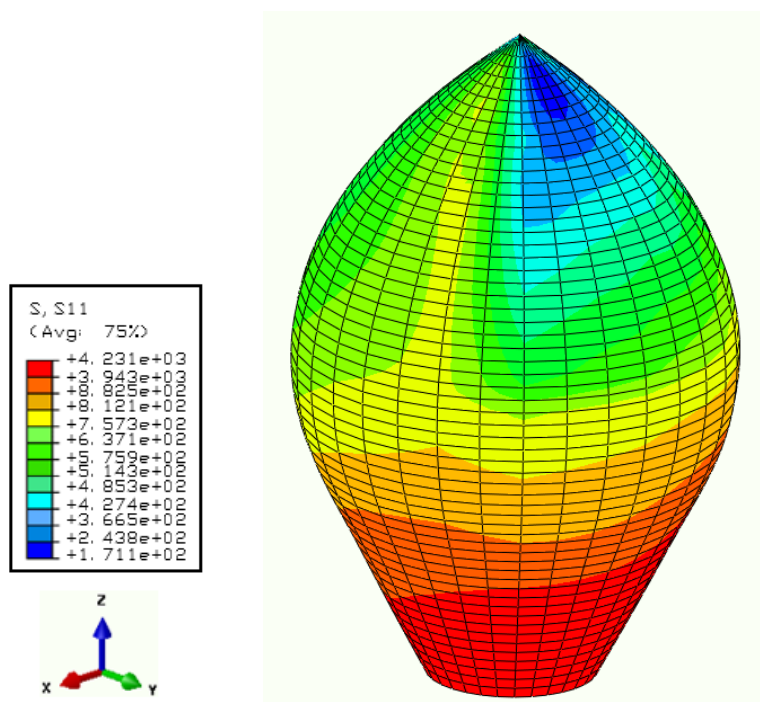 S, S11
(Avg: 75%)
+4.231e+03
+3.943e+03
+8.825e+02
+8.121e+02
+7.573e+02
+6.371e+02
+5.759e+02
+5.143e+02
+4.853e+02
+4.274e+02
+3.665e+02
+2.438e+02
+1.711e+02
Z
X
Y